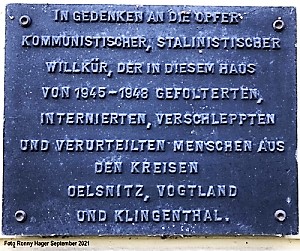 IN GEDENKEN AN DIE OPFER
KOMMUNISTISCHER, STALINISTISCHER
WILLKÜR, DER IN DIESEM HAUS
VON 1945-1948 GEFOLTERTEN,
INTERNIERTEN, VERSCHLEPPTEN
UND VERURTEILTEN MENSCHEN AUS
DEN KREISEN
OELSNITZ, VOGTLAND
UND KLINGENTHAL.
Foto Ronny Hager September 2021